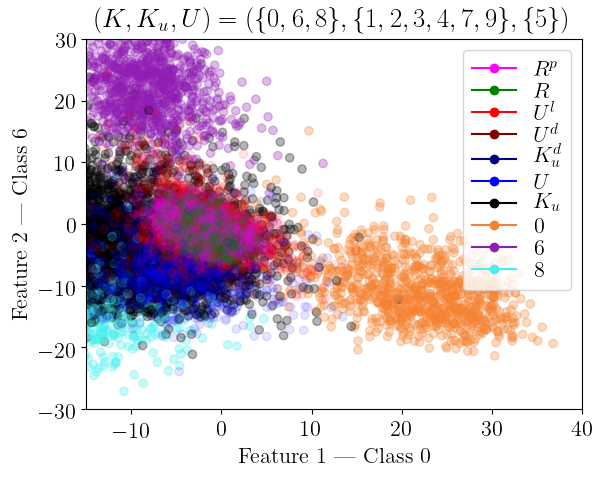 (K, K_u, U) = ({0, 6, 8}, {1, 2, 3, 4, 7, 9}, {5})
30
20
10
0
−10
−20
−30
Feature 2 — Class 6
−10
0
10
20
30
40
Feature 1 — Class 0
R^p
R
U^l
U^d
K_u^d
U
K_u
0
6
8